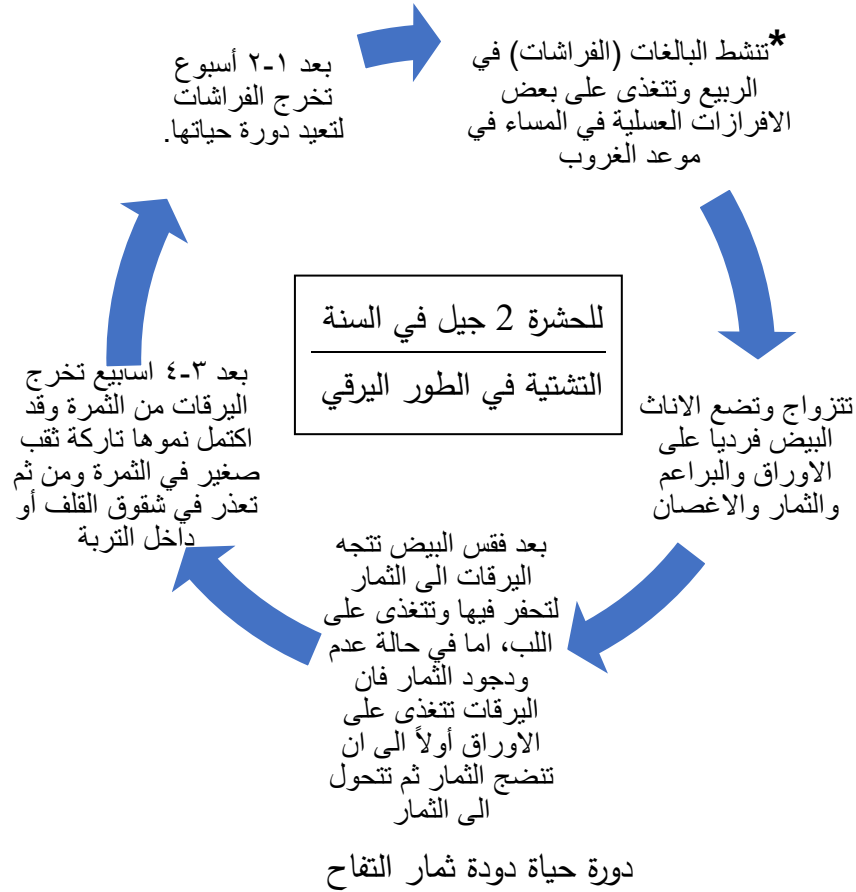 *تنشط البالغات (الفراشات) في
الربيع وتتغذى على بعض
الافرازات العسلية في المساء في
موعد الغروب
تتزواج وتضع الاناث
البيض فرديا على
الاوراق والبراعم
والثمار والاغصان
بعد فقس البيض تتجه
اليرقات الى الثمار
لتحفر فيها وتتغذى على
اللب، اما في حالة عدم
ودجود الثمار فان
اليرقات تتغذى على
الاوراق أولاً الى ان
تنضج الثمار ثم تتحول
الى الثمار
بعد ٣-٤ اسابيع تخرج
اليرقات من الثمرة وقد
اكتمل نموها تاركة ثقب
صغير في الثمرة ومن ثم
تعذر في شقوق القلف أو
داخل التربة
بعد ١-٢ أسبوع
تخرج الفراشات
لتعيد دورة حياتها.
للحشرة 2 جيل في السنة
التشتية في الطور اليرقي
دورة حياة دودة ثمار التفاح